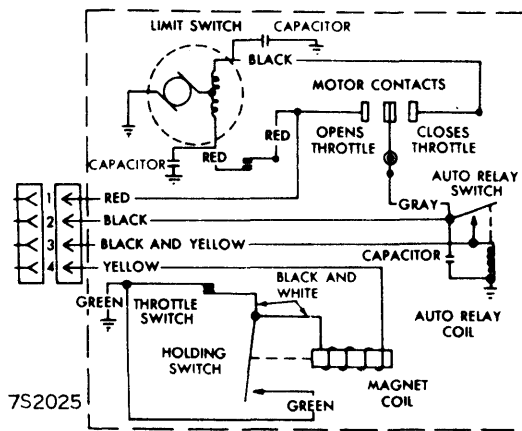 LIMIT SWITCH
CAPACITOR
BLACK
MOTOR CONTACTS
RED
OPENS
THROTTLE
CLOSES
THROTTLE
CAPACITOR
RED
AUTO RELAY
SWITCH
1
RED
GRAY
2
BLACK
3
BLACK AND YELLOW
CAPACITOR
4
YELLOW
BLACK AND
WHITE
GREEN
THROTTLE
SWITCH
AUTO RELAY
COIL
HOLDING
SWITCH
MAGNET
COIL
GREEN
7S2025